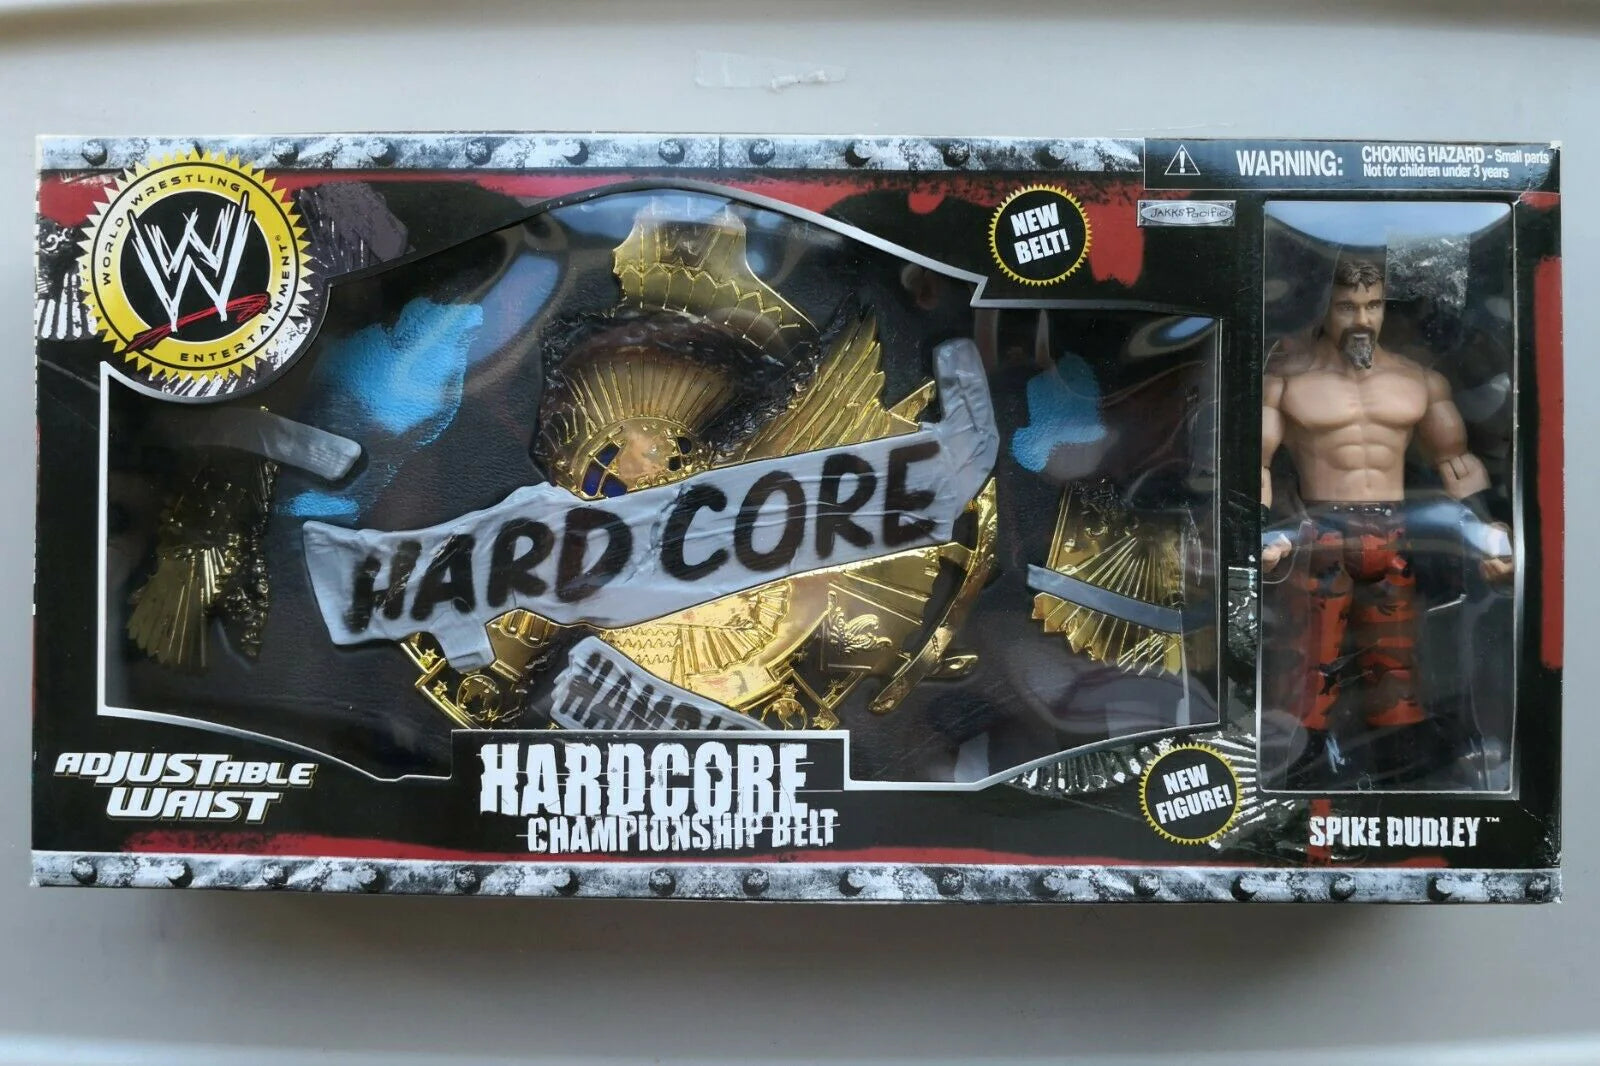 WORLD WRESTLING
W
ENTERTAINMENT®
NEW
BELT!
WARNING:
CHOKING HAZARD - Small parts
Not for children under 3 years
JAKKS Pacific
HARD CORE
HARDCORE
CHAMPIONSHIP BELT
ADJUSTABLE
WAIST
NEW
FIGURE!
SPIKE DUDLEY™